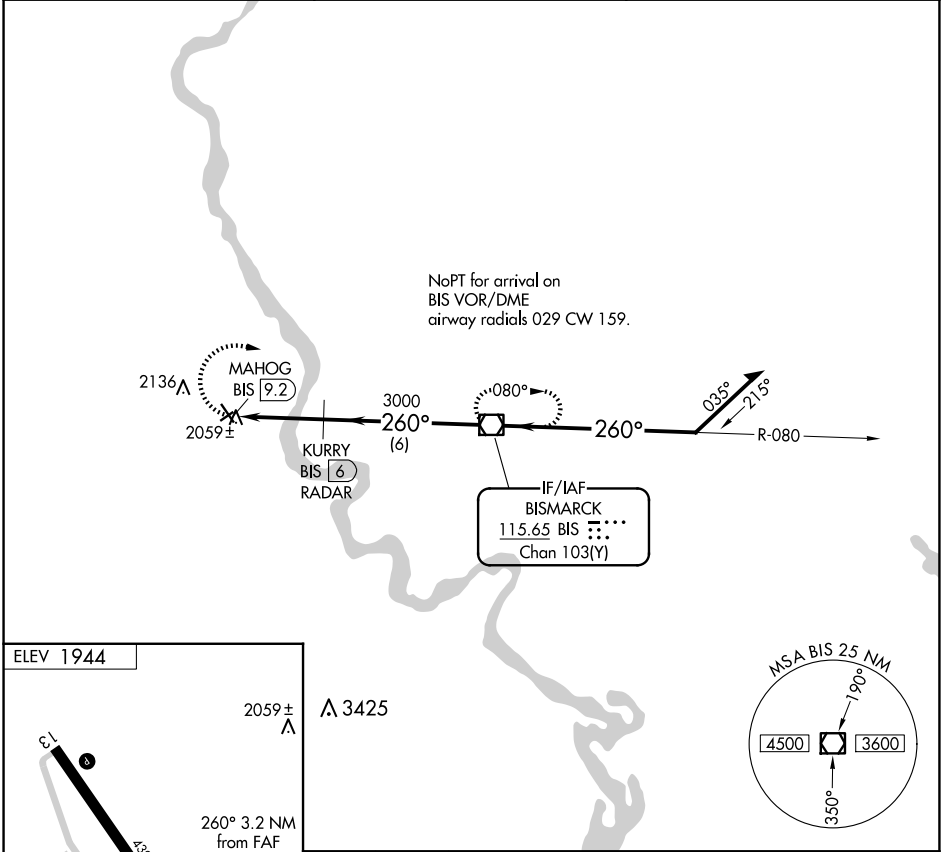 NoPT for arrival on
BIS VOR/DME
airway radials 029 CW 159.
2136
MAHOG
BIS 9.2
2059±
3000
260°
(6)
KURRY
BIS 6
RADAR
080°
260°
035°
215°
R-080
IF/IAF
BISMARCK
115.65 BIS
Chan 103(Y)
ELEV 1944
2059±
3425
13
P
260° 3.2 NM
from FAF
MSA BIS 25 NM
190°
4500
3600
350°